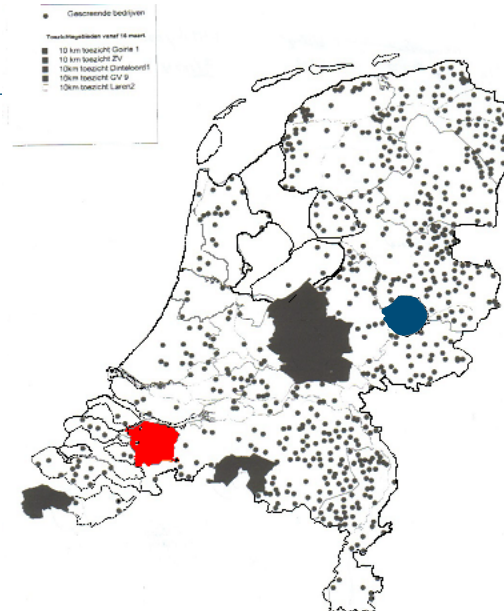 Gescreende bedrijven
Toezichtsgebieden vanaf 14 maart
10 km toezicht Goirle 1
10 km toezicht ZV
10km toezicht Dinteloord1
10km toezicht GV 9
10km toezicht Laren2